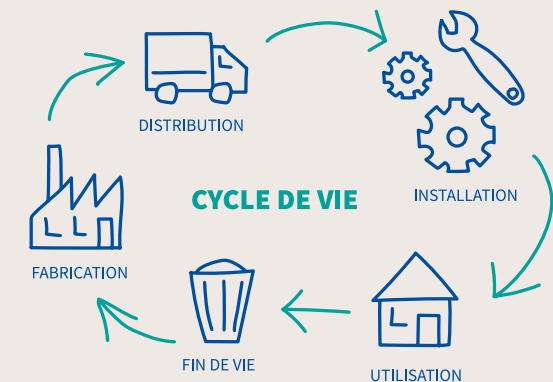 DISTRIBUTION
INSTALLATION
CYCLE DE VIE
FABRICATION
FIN DE VIE
UTILISATION